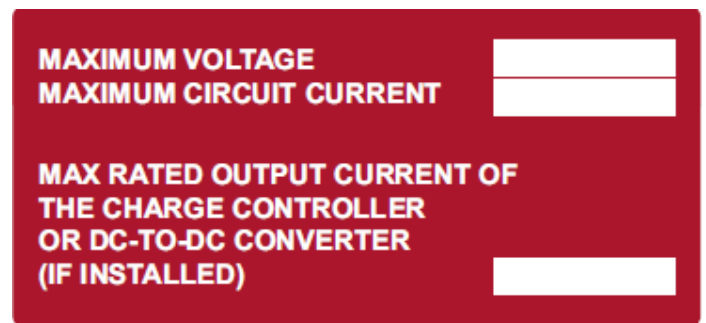 MAXIMUM VOLTAGE
MAXIMUM CIRCUIT CURRENT
MAX RATED OUTPUT CURRENT OF
THE CHARGE CONTROLLER
OR DC-TO-DC CONVERTER
(IF INSTALLED)